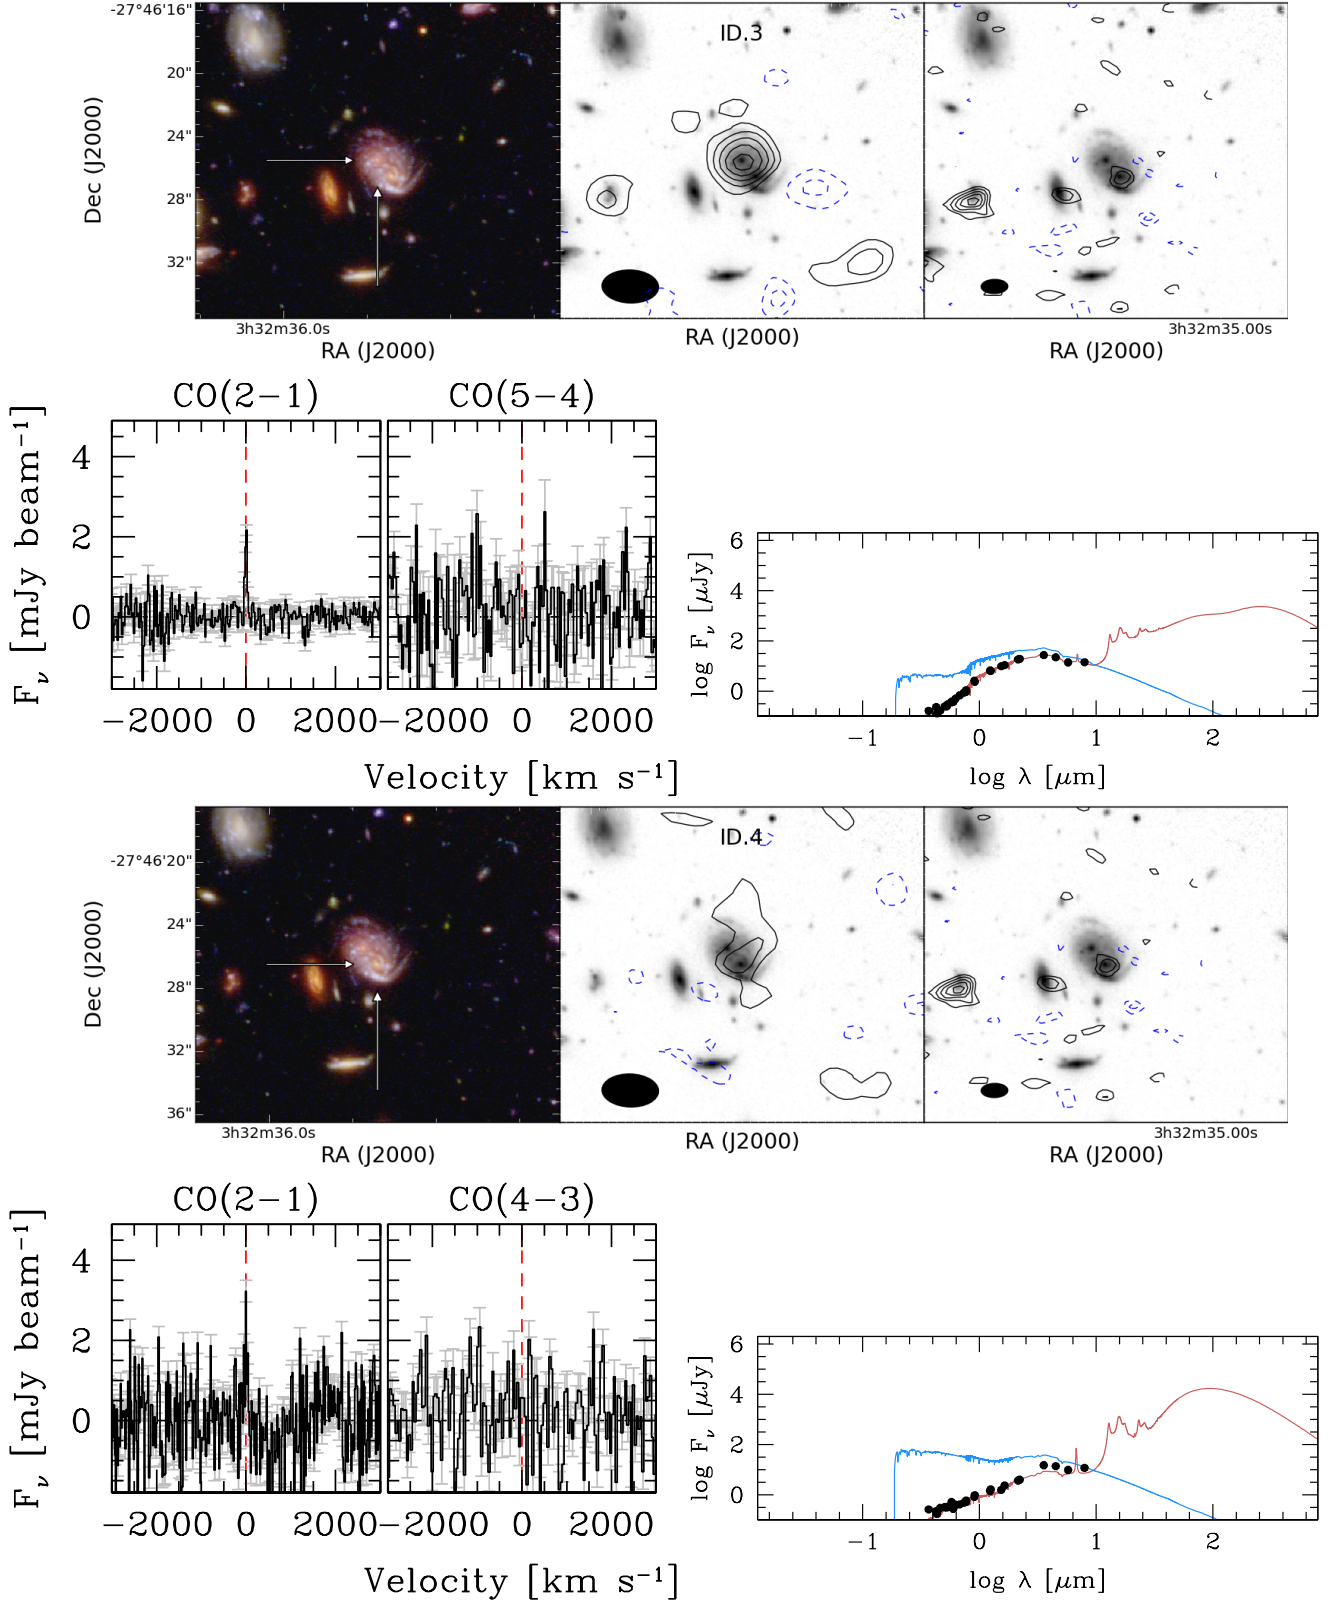 -27°46'16"
20"
24"
28"
32"
Dec (J2000)
ID.3
3h32m36.0s
3h32m35.00s
RA (J2000)
RA (J2000)
RA (J2000)
CO(2−1)
CO(5−4)
4
2
0
Fν [mJy beam⁻¹]
−2000 0 2000
−2000 0 2000
Velocity [km s⁻¹]
6
4
2
0
log Fν [μJy]
−1 0 1 2
log λ [μm]
-27°46'20"
24"
28"
32"
36"
Dec (J2000)
ID.4
3h32m36.0s
3h32m35.00s
RA (J2000)
RA (J2000)
RA (J2000)
CO(2−1)
CO(4−3)
4
2
0
Fν [mJy beam⁻¹]
−2000 0 2000
−2000 0 2000
Velocity [km s⁻¹]
6
4
2
0
log Fν [μJy]
−1 0 1 2
log λ [μm]